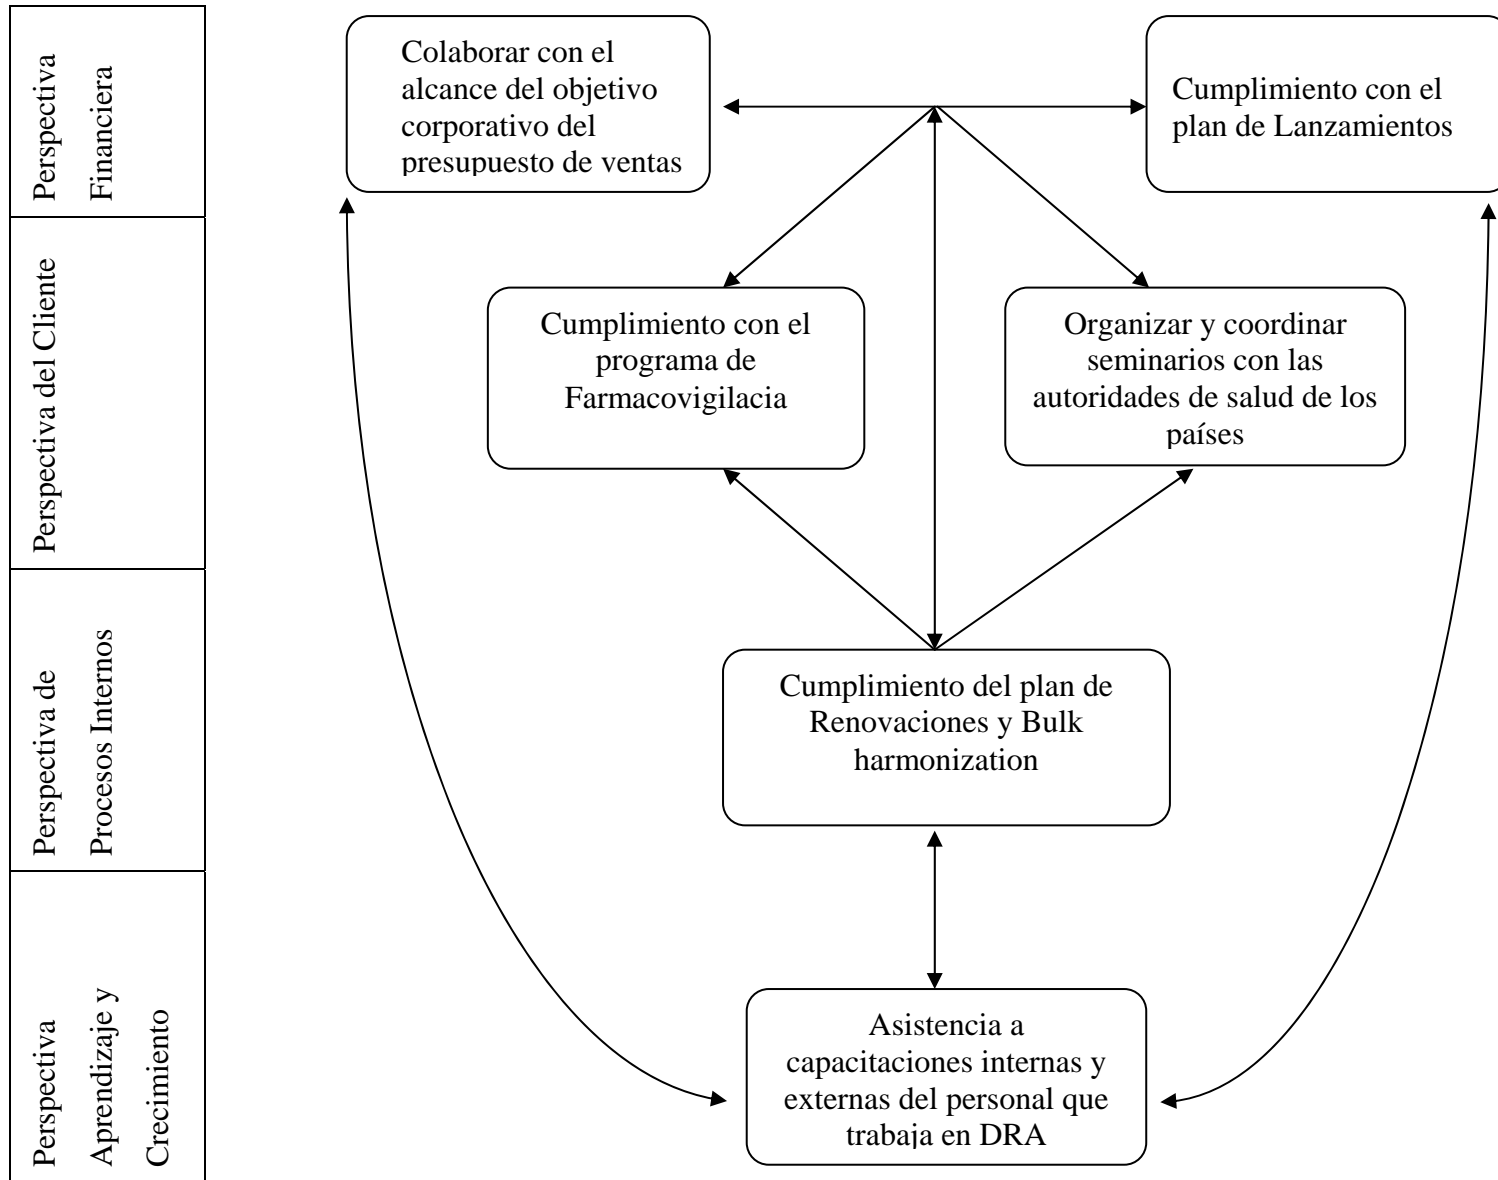 Perspectiva
Financiera
Colaborar con el
alcance del objetivo
corporativo del
presupuesto de ventas
Cumplimiento con el
plan de Lanzamientos
Perspectiva del Cliente
Cumplimiento con el
programa de
Farmacovigilacia
Organizar y coordinar
seminarios con las
autoridades de salud de los
países
Perspectiva de
Procesos Internos
Cumplimiento del plan de
Renovaciones y Bulk
harmonization
Perspectiva
Aprendizaje y
Crecimiento
Asistencia a
capacitaciones internas y
externas del personal que
trabaja en DRA